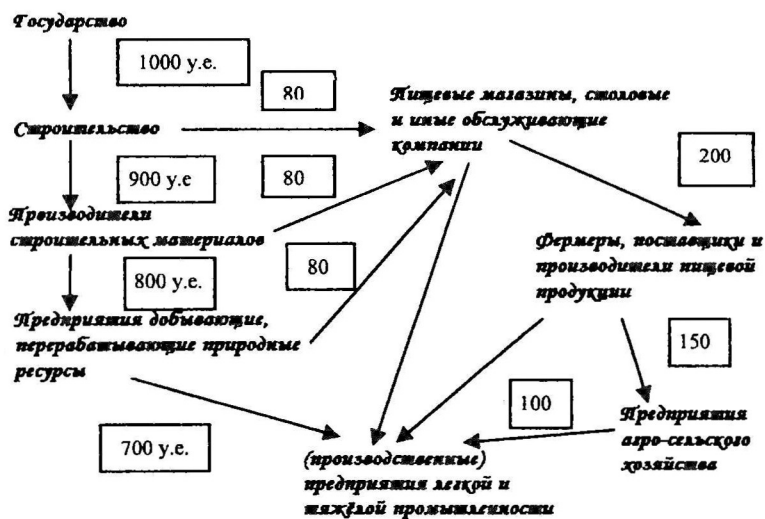 Государство
1000 у.е.
80
Пищевые магазины, столовые
и иные обслуживающие
компании
Строительство
200
900 у.е
80
Призводители
строительных материалов
Фермеры, поставщики и
производители пищевой
продукции
80
800 у.е.
Предприятия добывающие,
перерабатывающие природные
ресурсы
150
100
Предприятия
агро-сельского
хозяйства
700 у.е.
(производственные)
предприятия легкой и
тяжёлой промышленности